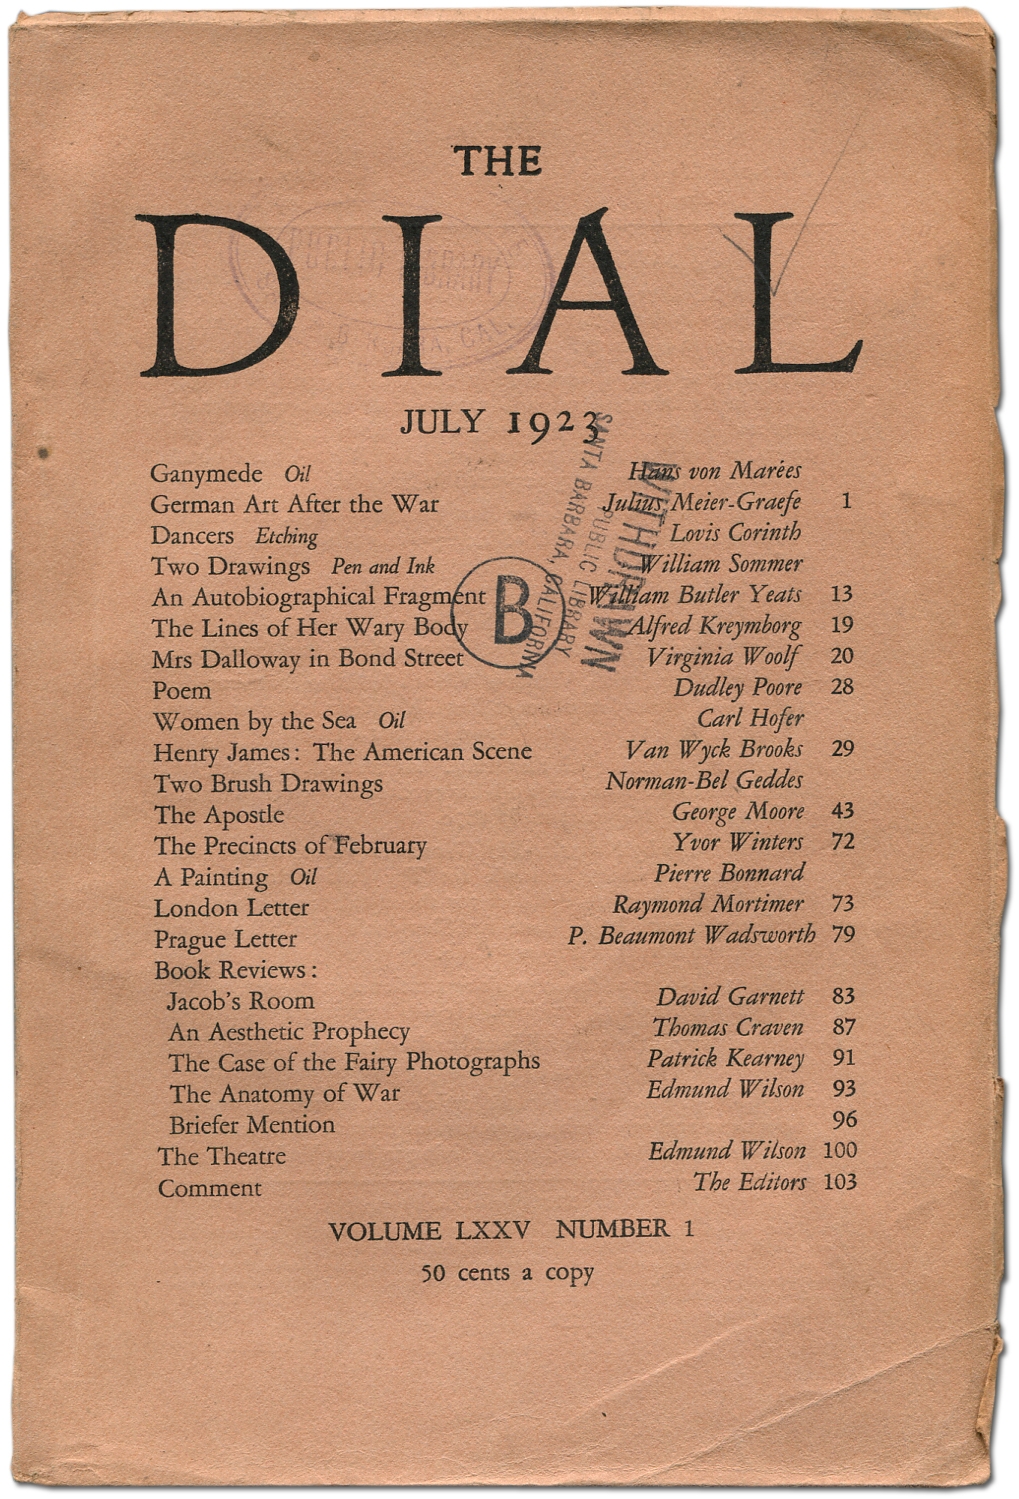 THE
DIAL
PUBLIC LIBRARY
CAL.
JULY 1923
Ganymede Oil Hans von Marées
German Art After the War Julius Meier-Graefe 1
Dancers Etching Lovis Corinth
Two Drawings Pen and Ink William Sommer
An Autobiographical Fragment William Butler Yeats 13
The Lines of Her Wary Body Alfred Kreymborg 19
Mrs Dalloway in Bond Street Virginia Woolf 20
Poem Dudley Poore 28
Women by the Sea Oil Carl Hofer
Henry James: The American Scene Van Wyck Brooks 29
Two Brush Drawings Norman-Bel Geddes
The Apostle George Moore 43
The Precincts of February Yvor Winters 72
A Painting Oil Pierre Bonnard
London Letter Raymond Mortimer 73
Prague Letter P. Beaumont Wadsworth 79
Book Reviews:
Jacob's Room David Garnett 83
An Aesthetic Prophecy Thomas Craven 87
The Case of the Fairy Photographs Patrick Kearney 91
The Anatomy of War Edmund Wilson 93
Briefer Mention 96
The Theatre Edmund Wilson 100
Comment The Editors 103
VOLUME LXXV NUMBER 1
50 cents a copy
B
WITHDRAWN
PUBLIC LIBRARY
SANTA BARBARA, CALIFORNIA